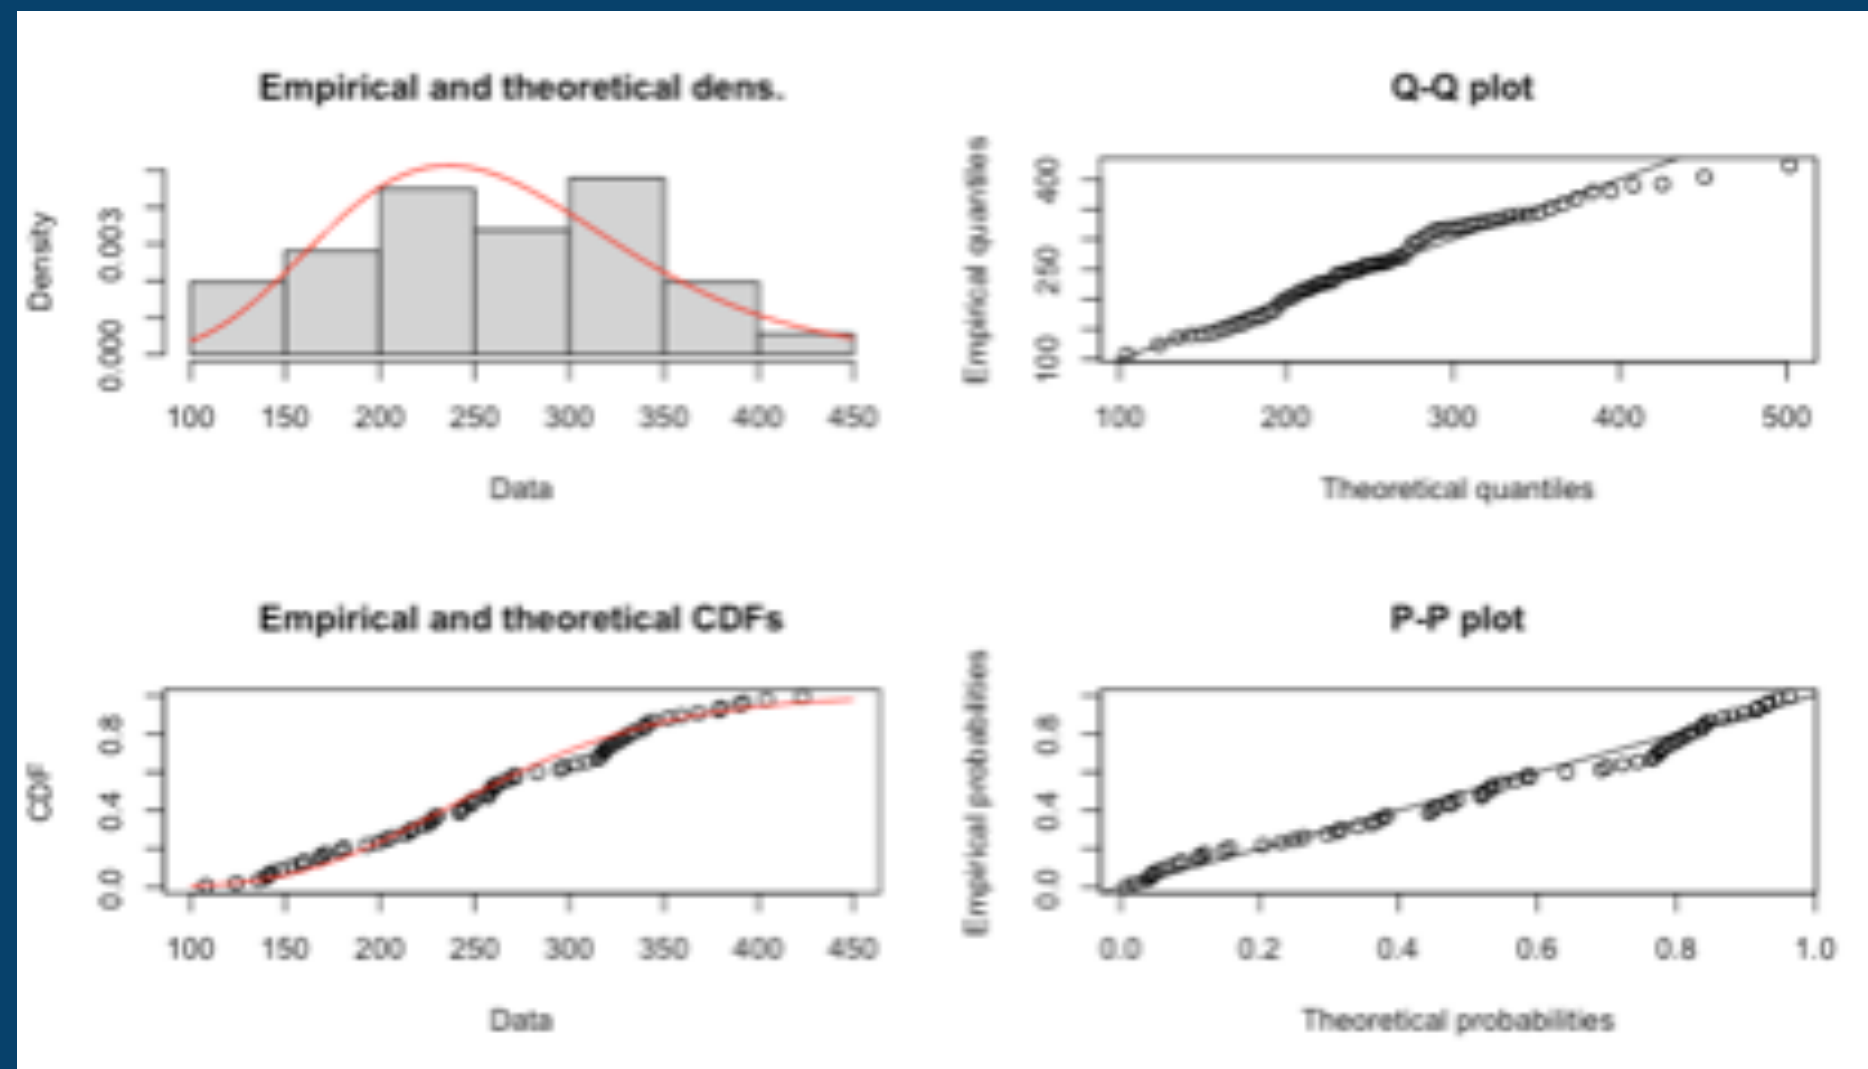 Empirical and theoretical dens.
Density
0.000 0.003
100 150 200 250 300 350 400 450
Data
Q-Q plot
Empirical quantiles
100 250 400
100 200 300 400 500
Theoretical quantiles
Empirical and theoretical CDFs
CDF
0.0 0.4 0.8
100 150 200 250 300 350 400 450
Data
P-P plot
Empirical probabilities
0.0 0.4 0.8
0.0 0.2 0.4 0.6 0.8 1.0
Theoretical probabilities